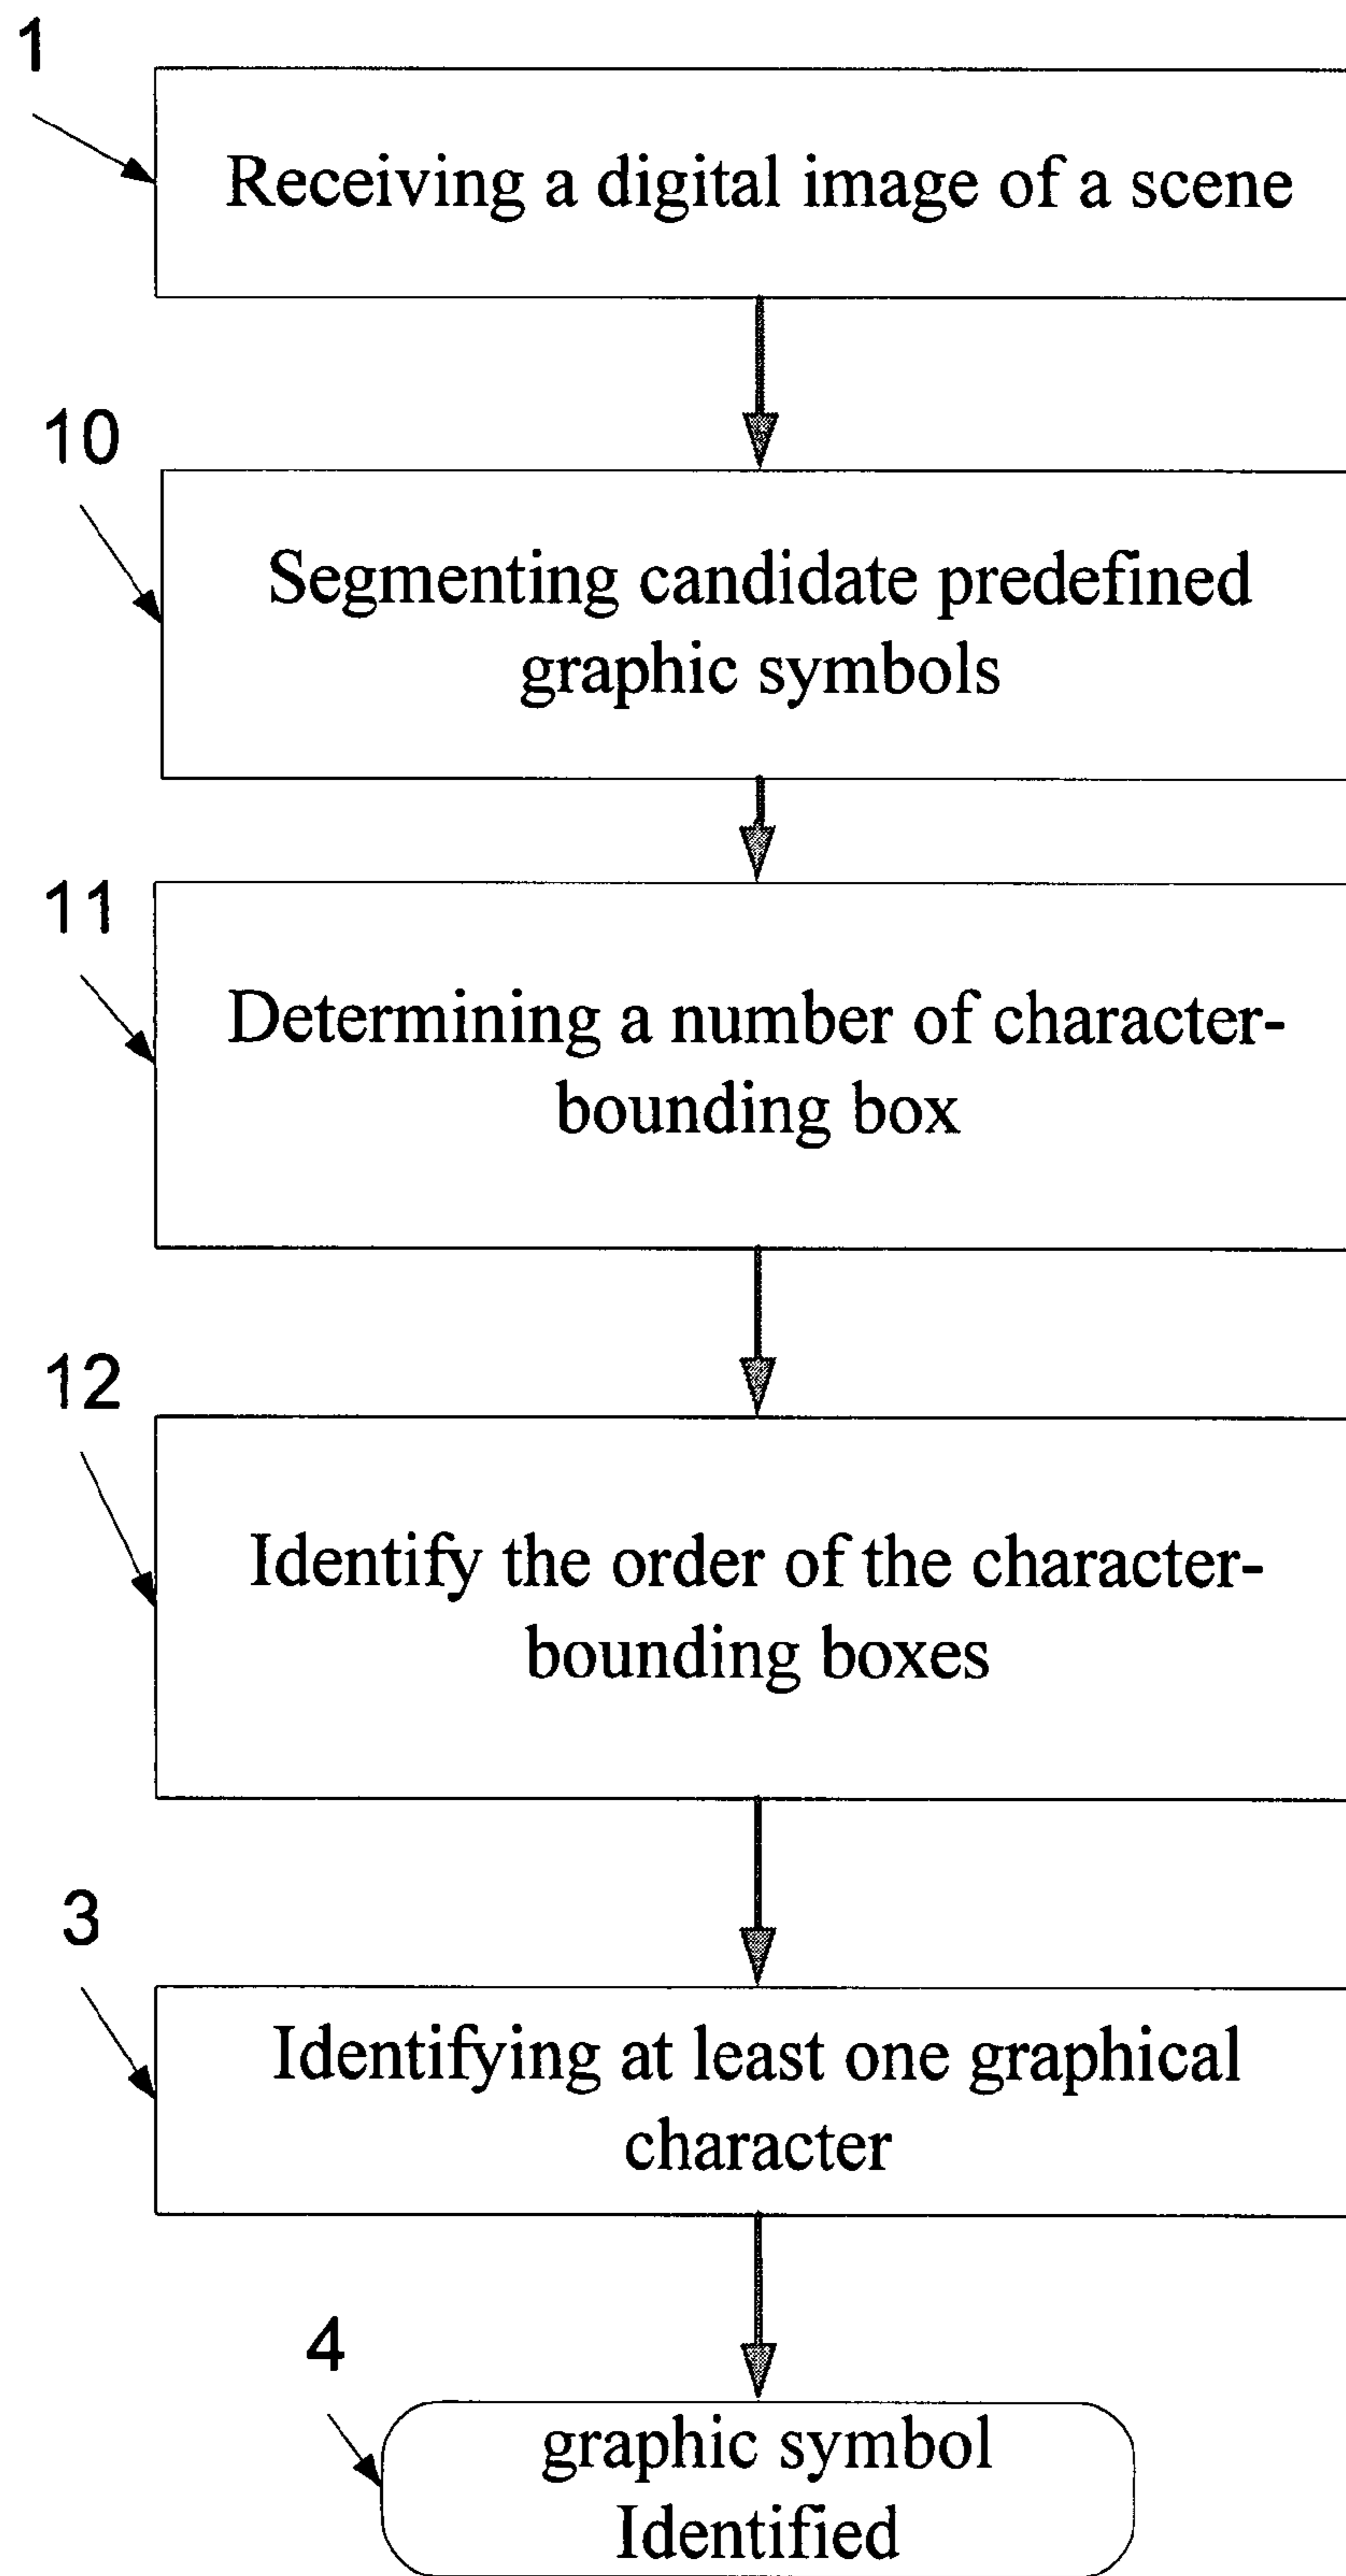 1
Receiving a digital image of a scene
10
Segmenting candidate predefined
graphic symbols
11
Determining a number of character-
bounding box
12
Identify the order of the character-
bounding boxes
3
Identifying at least one graphical
character
4
graphic symbol
Identified